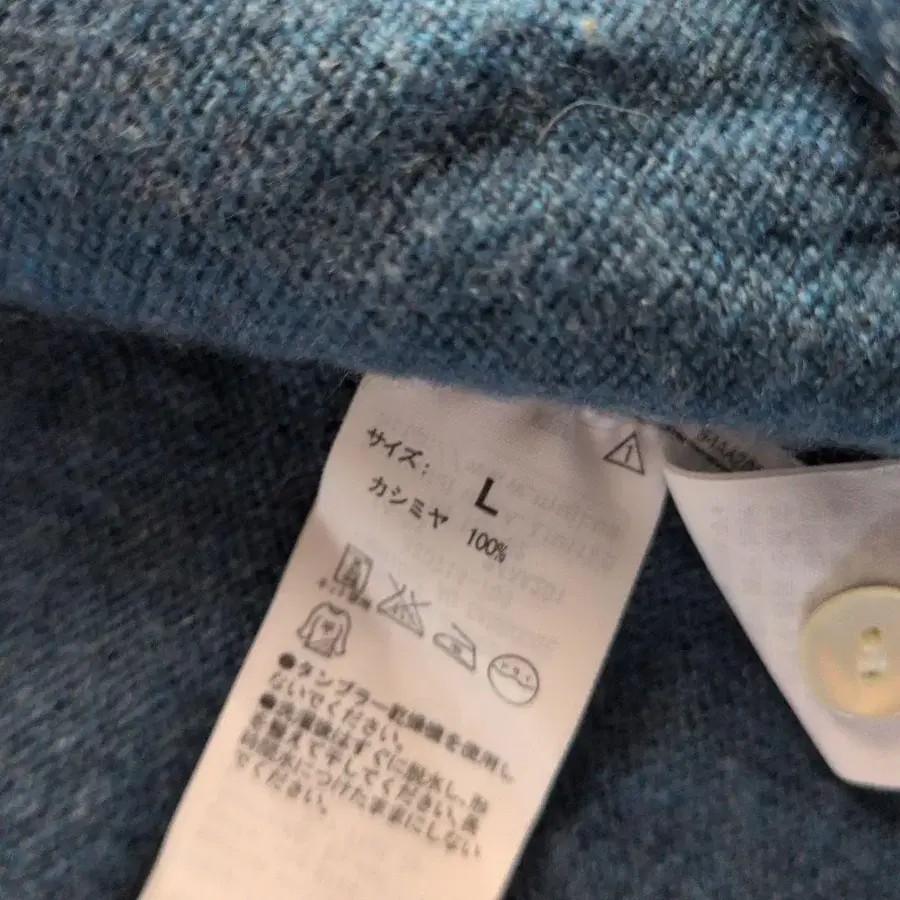 サイズ: L
カシミヤ 100%
ドライ
●タンブラー乾燥機を使用し
ないでください。
●洗濯後はすぐに脱水し、形
を整えて干してください。長
時間水につけたままにしない
でください。